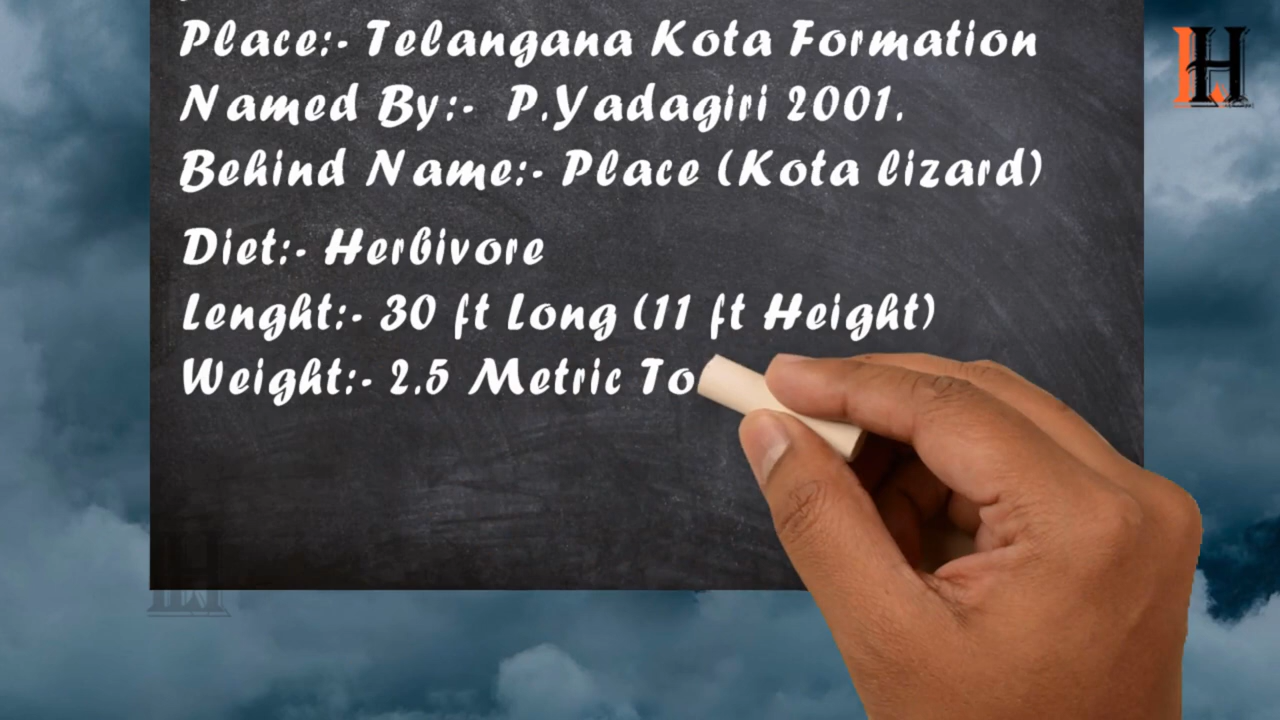 Place:- Telangana Kota Formation
Named By:- P.Yadagiri 2001.
Behind Name:- Place (Kota lizard)
Diet:- Herbivore
Lenght:- 30 ft Long (11 ft Height)
Weight:- 2.5 Metric To
LH